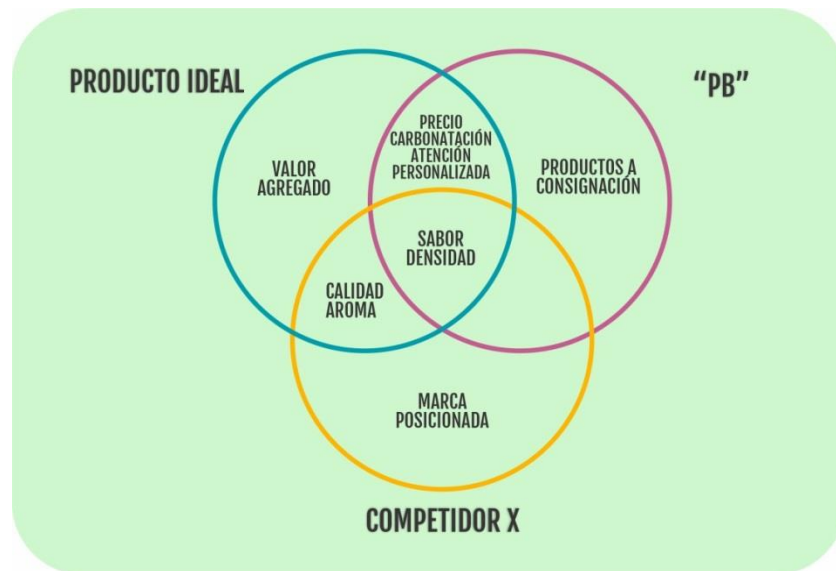 PRODUCTO IDEAL
“PB”
PRECIO
CARBONATACIÓN
ATENCIÓN
PERSONALIZADA
VALOR
AGREGADO
PRODUCTOS A
CONSIGNACIÓN
SABOR
DENSIDAD
CALIDAD
AROMA
MARCA
POSICIONADA
COMPETIDOR X